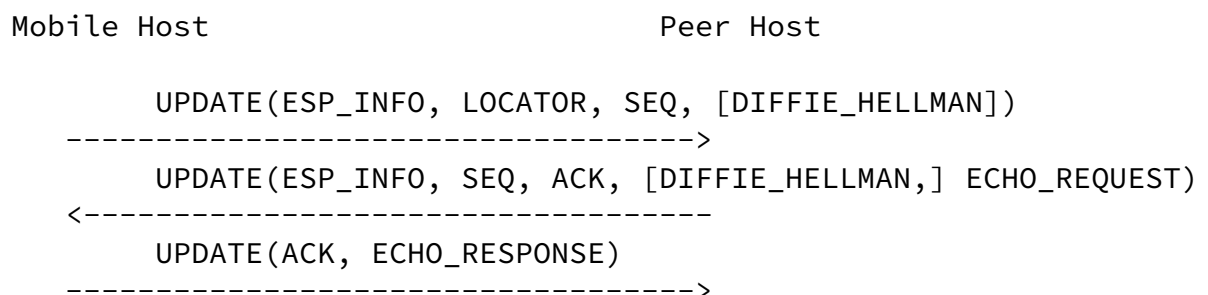 Mobile Host Peer Host
UPDATE(ESP_INFO, LOCATOR, SEQ, [DIFFIE_HELLMAN])
----------------------------------->
UPDATE(ESP_INFO, SEQ, ACK, [DIFFIE_HELLMAN,] ECHO_REQUEST)
<-----------------------------------
UPDATE(ACK, ECHO_RESPONSE)
----------------------------------->